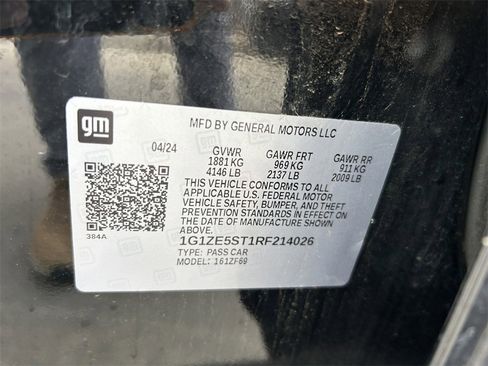 gm
MFD BY GENERAL MOTORS LLC
04/24 GVWR GAWR FRT GAWR RR
1881 KG 969 KG 911 KG
4146 LB 2137 LB 2009 LB
THIS VEHICLE CONFORMS TO ALL
APPLICABLE U.S. FEDERAL MOTOR
VEHICLE SAFETY, BUMPER, AND THEFT
PREVENTION STANDARDS IN EFFECT ON
THE DATE OF MANUFACTURE SHOWN
ABOVE.
384A
1G1ZE5ST1RF214026
TYPE: PASS CAR
MODEL: 161ZF69